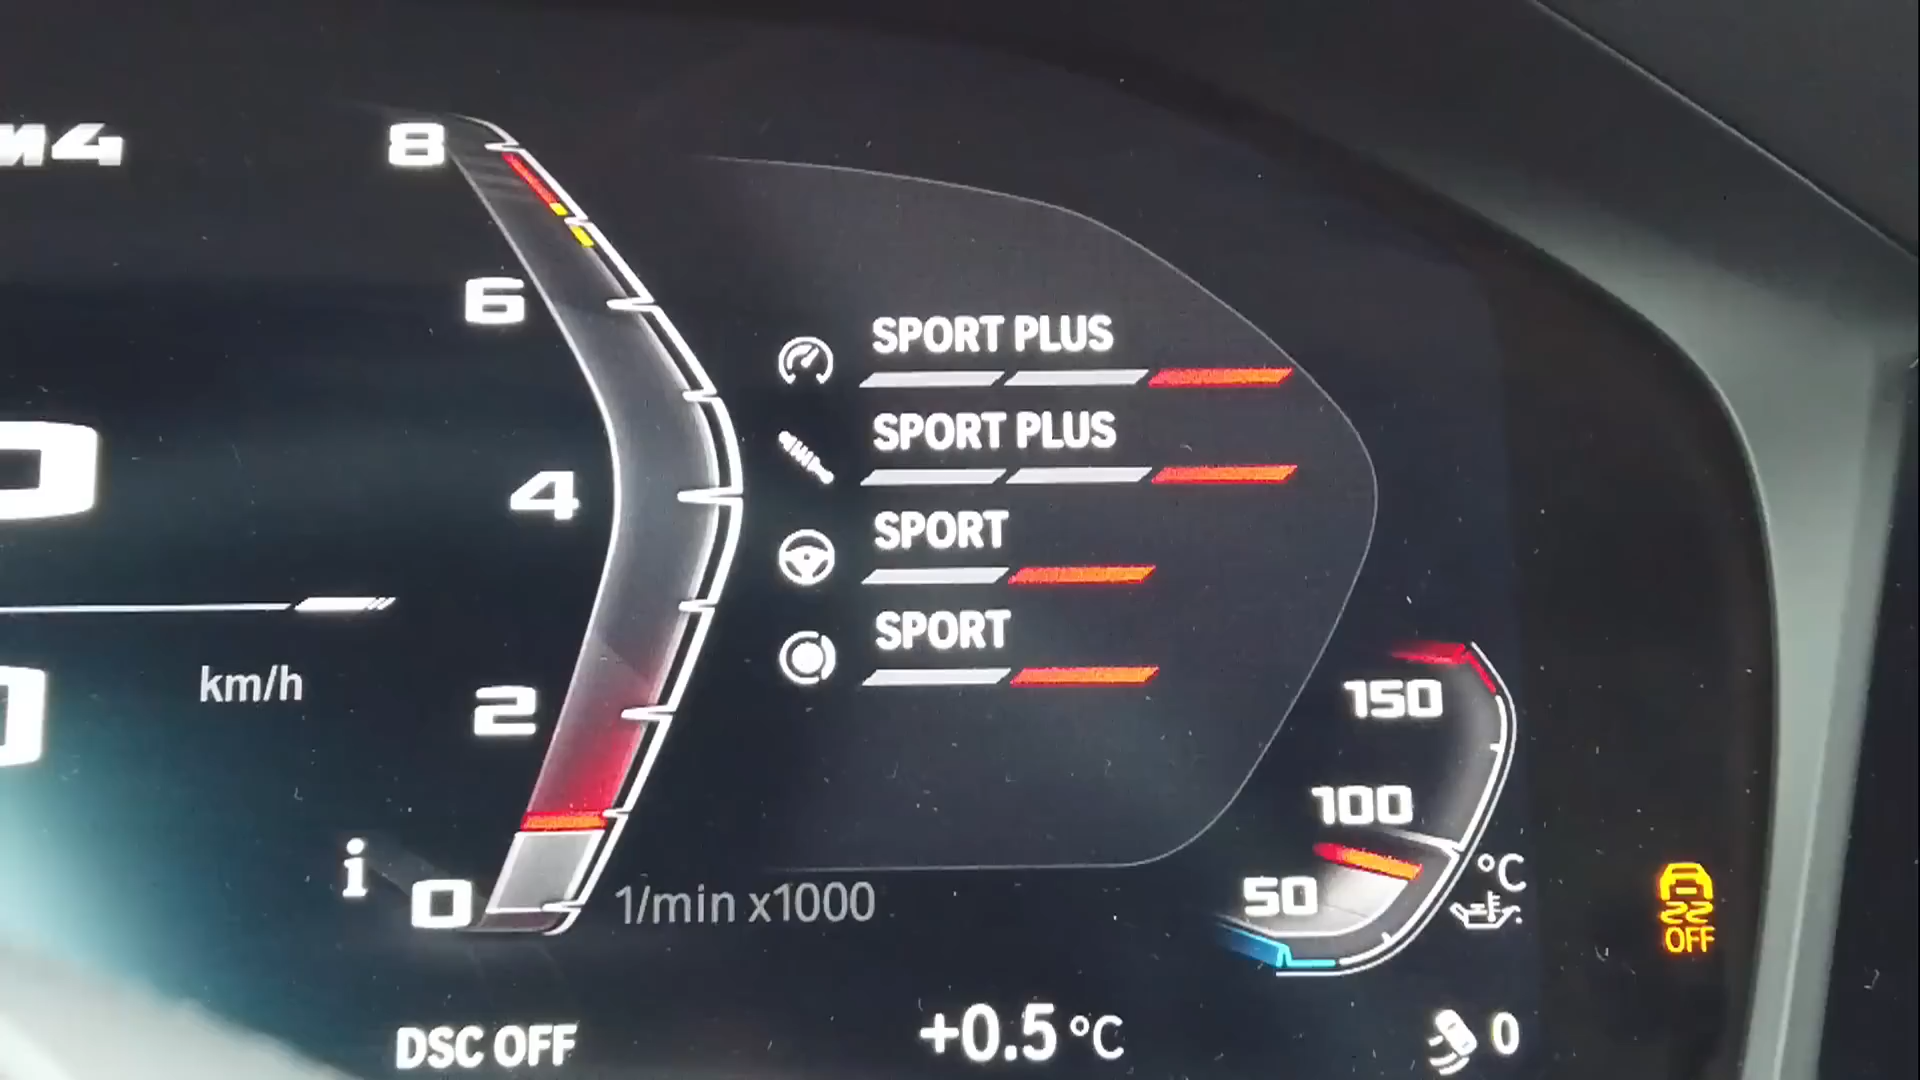 M4
8
6
4
2
0
SPORT PLUS
SPORT PLUS
SPORT
SPORT
km/h
i
1/min x1000
150
100
50
°C
OFF
DSC OFF
+0.5 °C
0